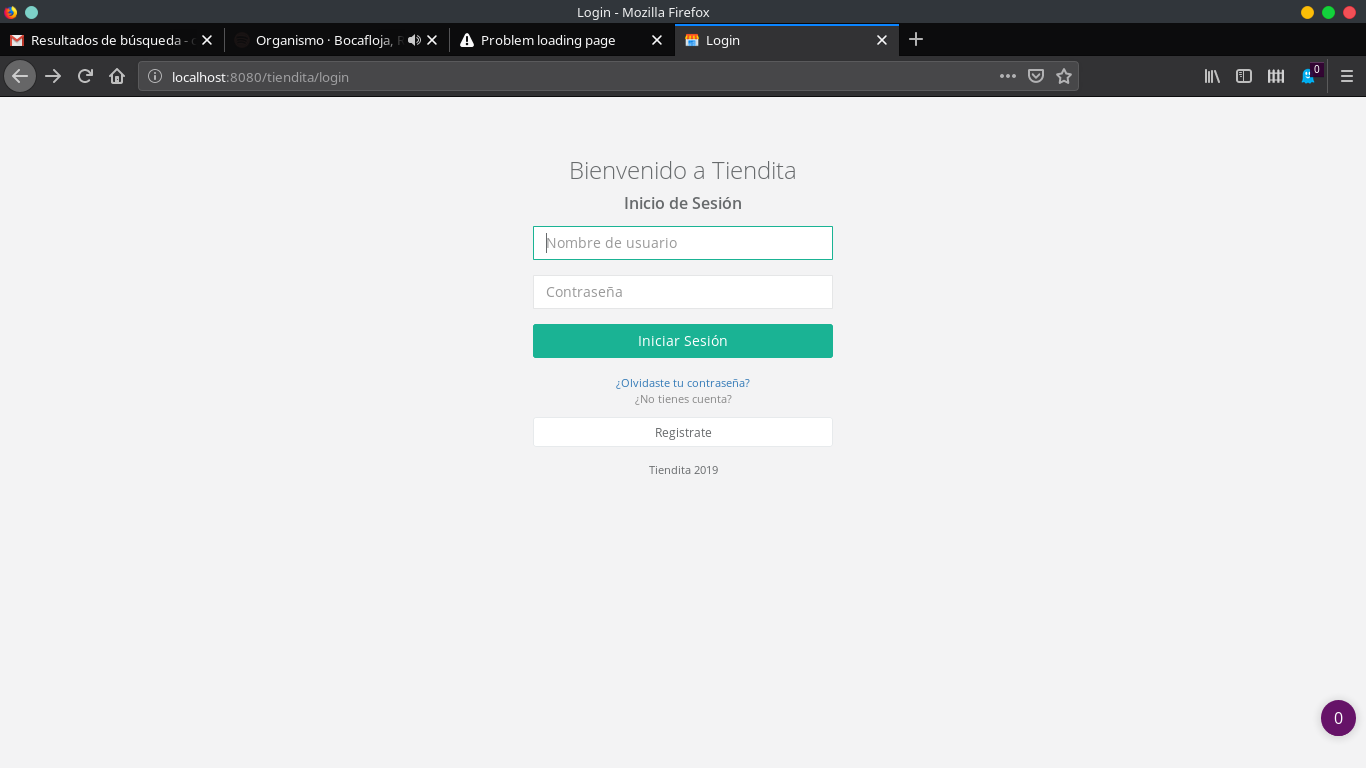 Login - Mozilla Firefox
Resultados de búsqueda -
Organismo · Bocafloja,
Problem loading page
Login
localhost:8080/tiendita/login
0
Bienvenido a Tiendita
Inicio de Sesión
Nombre de usuario
Contraseña
Iniciar Sesión
¿Olvidaste tu contraseña?
¿No tienes cuenta?
Registrate
Tiendita 2019
0